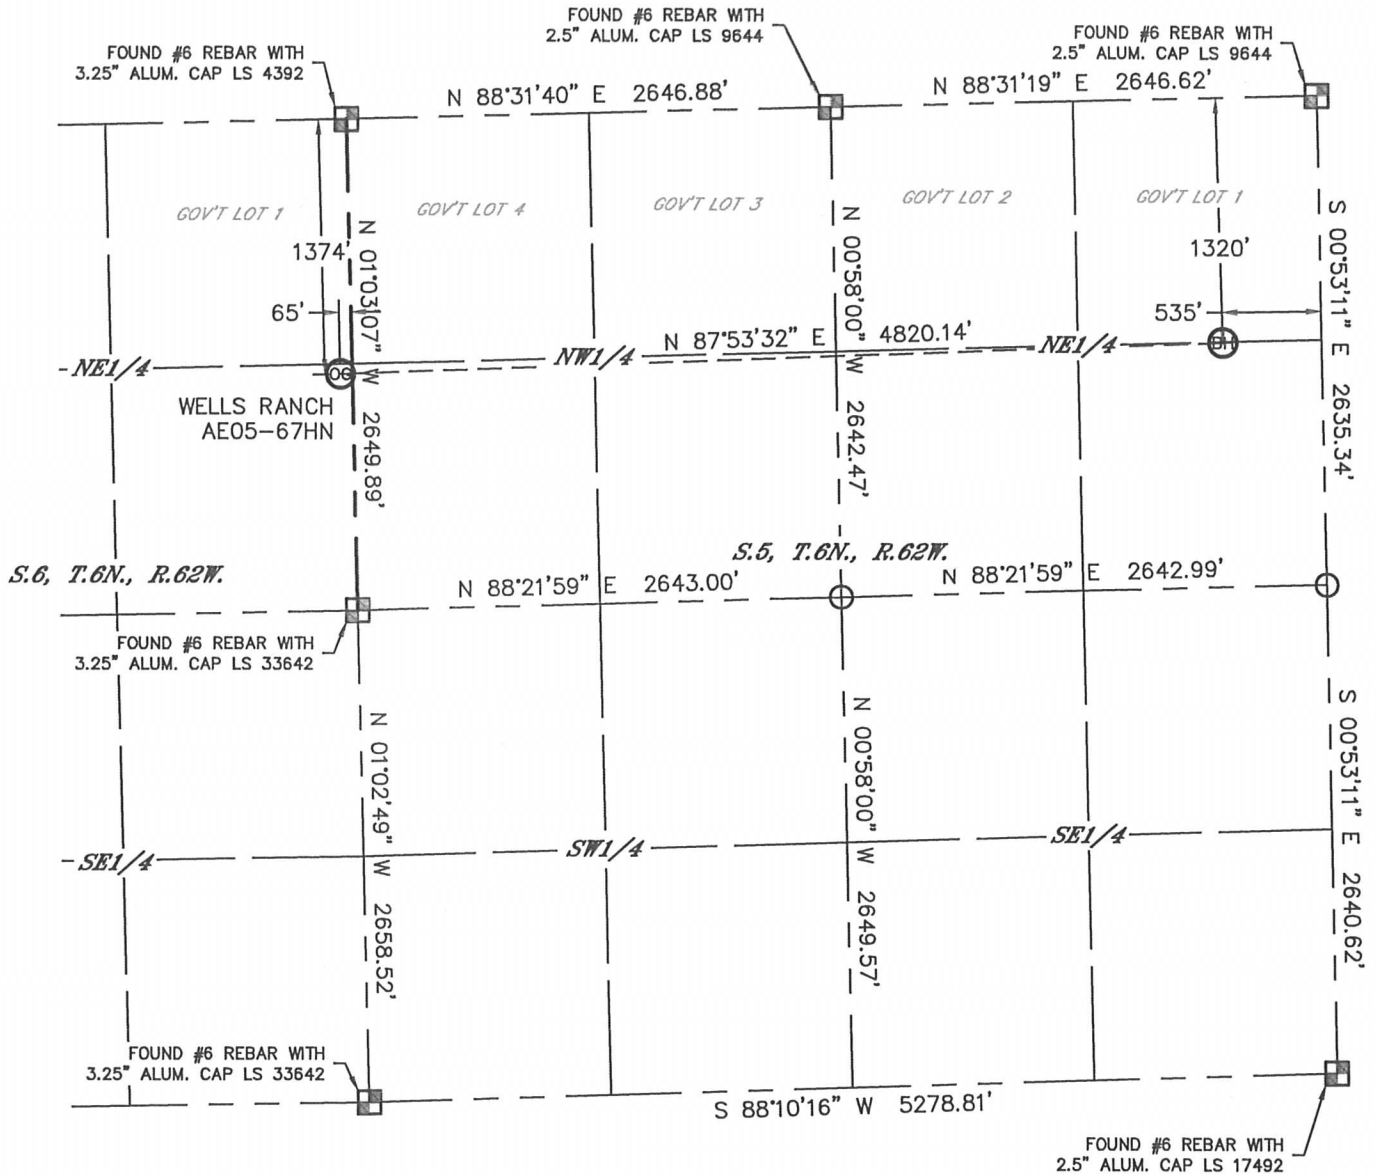 FOUND #6 REBAR WITH
2.5" ALUM. CAP LS 9644
FOUND #6 REBAR WITH
2.5" ALUM. CAP LS 9644
FOUND #6 REBAR WITH
3.25" ALUM. CAP LS 4392
N 88°31'40" E 2646.88'
N 88°31'19" E 2646.62'
GOV'T LOT 1
GOV'T LOT 4
GOV'T LOT 3
GOV'T LOT 2
GOV'T LOT 1
1374'
65'
N 01°03'07" W 2649.89'
N 00°58'00" W 2642.47'
1320'
535'
S 00°53'11" E 2635.34'
N 87°53'32" E 4820.14'
NE1/4
NW1/4
NE1/4
OG
BH
WELLS RANCH
AE05-67HN
S.6, T.6N., R.62W.
S.5, T.6N., R.62W.
N 88°21'59" E 2643.00'
N 88°21'59" E 2642.99'
FOUND #6 REBAR WITH
3.25" ALUM. CAP LS 33642
N 01°02'49" W 2658.52'
N 00°58'00" W 2649.57'
S 00°53'11" E 2640.62'
SE1/4
SW1/4
SE1/4
FOUND #6 REBAR WITH
3.25" ALUM. CAP LS 33642
S 88°10'16" W 5278.81'
FOUND #6 REBAR WITH
2.5" ALUM. CAP LS 17492